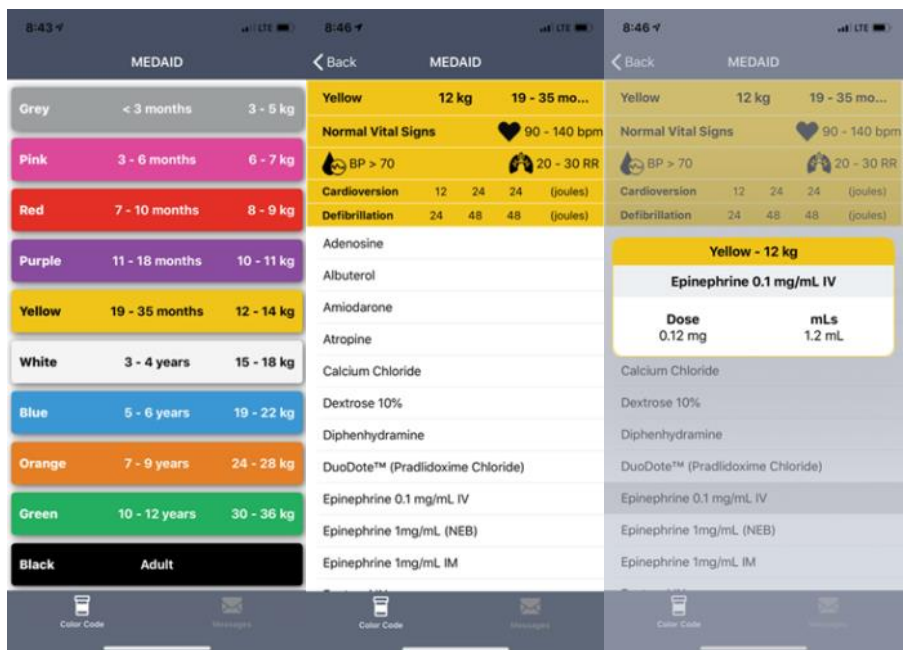 8:43 LTE
MEDAID
Grey < 3 months 3 - 5 kg
Pink 3 - 6 months 6 - 7 kg
Red 7 - 10 months 8 - 9 kg
Purple 11 - 18 months 10 - 11 kg
Yellow 19 - 35 months 12 - 14 kg
White 3 - 4 years 15 - 18 kg
Blue 5 - 6 years 19 - 22 kg
Orange 7 - 9 years 24 - 28 kg
Green 10 - 12 years 30 - 36 kg
Black Adult
Color Code Messages
8:46 LTE
Back MEDAID
Yellow 12 kg 19 - 35 mo...
Normal Vital Signs 90 - 140 bpm
BP > 70 20 - 30 RR
Cardioversion 12 24 24 (joules)
Defibrillation 24 48 48 (joules)
Adenosine
Albuterol
Amiodarone
Atropine
Calcium Chloride
Dextrose 10%
Diphenhydramine
DuoDote™ (Pradlidoxime Chloride)
Epinephrine 0.1 mg/mL IV
Epinephrine 1mg/mL (NEB)
Epinephrine 1mg/mL IM
Color Code Messages
8:46 LTE
Back MEDAID
Yellow 12 kg 19 - 35 mo...
Normal Vital Signs 90 - 140 bpm
BP > 70 20 - 30 RR
Cardioversion 12 24 24 (joules)
Defibrillation 24 48 48 (joules)
Yellow - 12 kg
Epinephrine 0.1 mg/mL IV
Dose mLs
0.12 mg 1.2 mL
Calcium Chloride
Dextrose 10%
Diphenhydramine
DuoDote™ (Pradlidoxime Chloride)
Epinephrine 0.1 mg/mL IV
Epinephrine 1mg/mL (NEB)
Epinephrine 1mg/mL IM
Color Code Messages